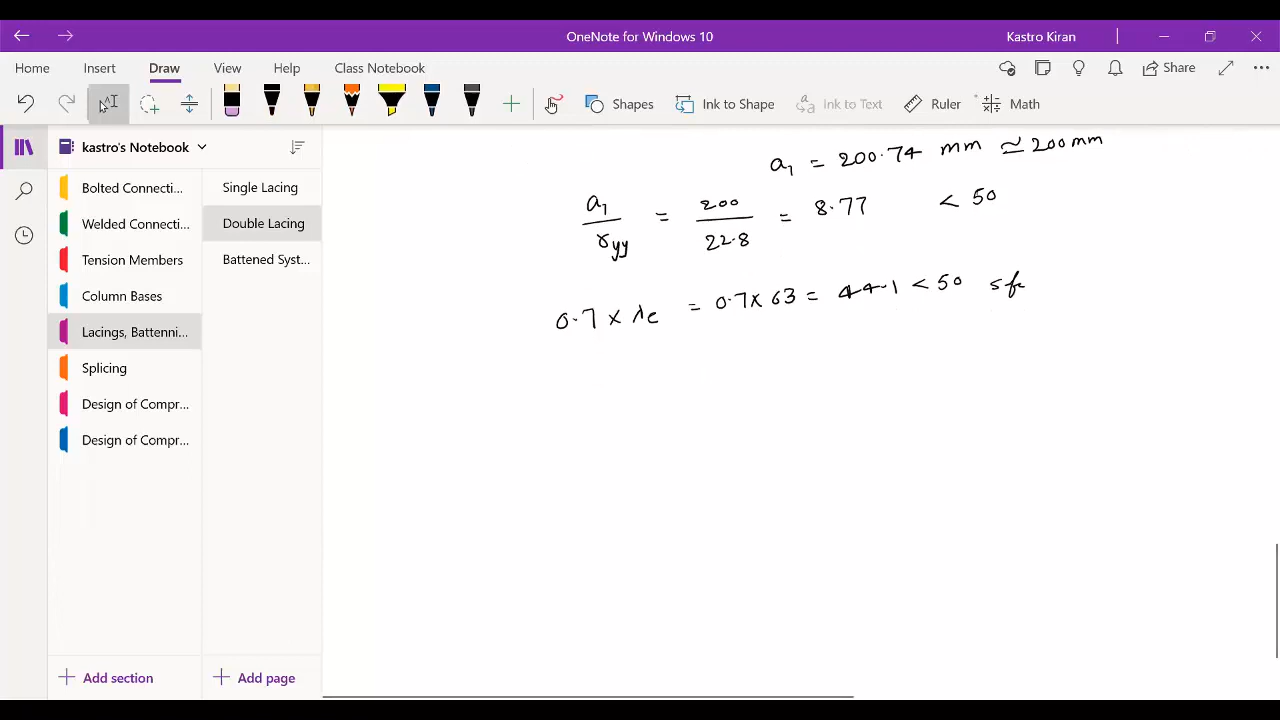 OneNote for Windows 10
Kastro Kiran
Home Insert Draw View Help Class Notebook
Share
Shapes Ink to Shape Ink to Text Ruler Math
kastro's Notebook
Bolted Connecti...
Welded Connecti...
Tension Members
Column Bases
Lacings, Battenni...
Splicing
Design of Compr...
Design of Compr...
Add section
Single Lacing
Double Lacing
Battened Syst...
Add page
a₁ = 200.74 mm ≃ 200mm
a₁ / r_yy = 200 / 22.8 = 8.77 < 50
0.7 × λe = 0.7 × 63 = 44.1 < 50